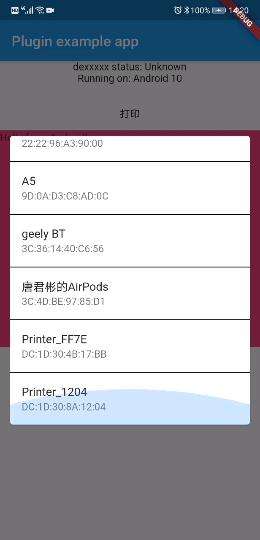 100% 14:20
DEBUG
Plugin example app
dexxxxx status: Unknown
Running on: Android 10
打印
22:22:96:A3:90:00
A5
9D:0A:D3:C8:AD:0C
geely BT
3C:36:14:40:C6:56
唐君彬的AirPods
3C:4D:BE:97:85:D1
Printer_FF7E
DC:1D:30:4B:17:BB
Printer_1204
DC:1D:30:8A:12:04